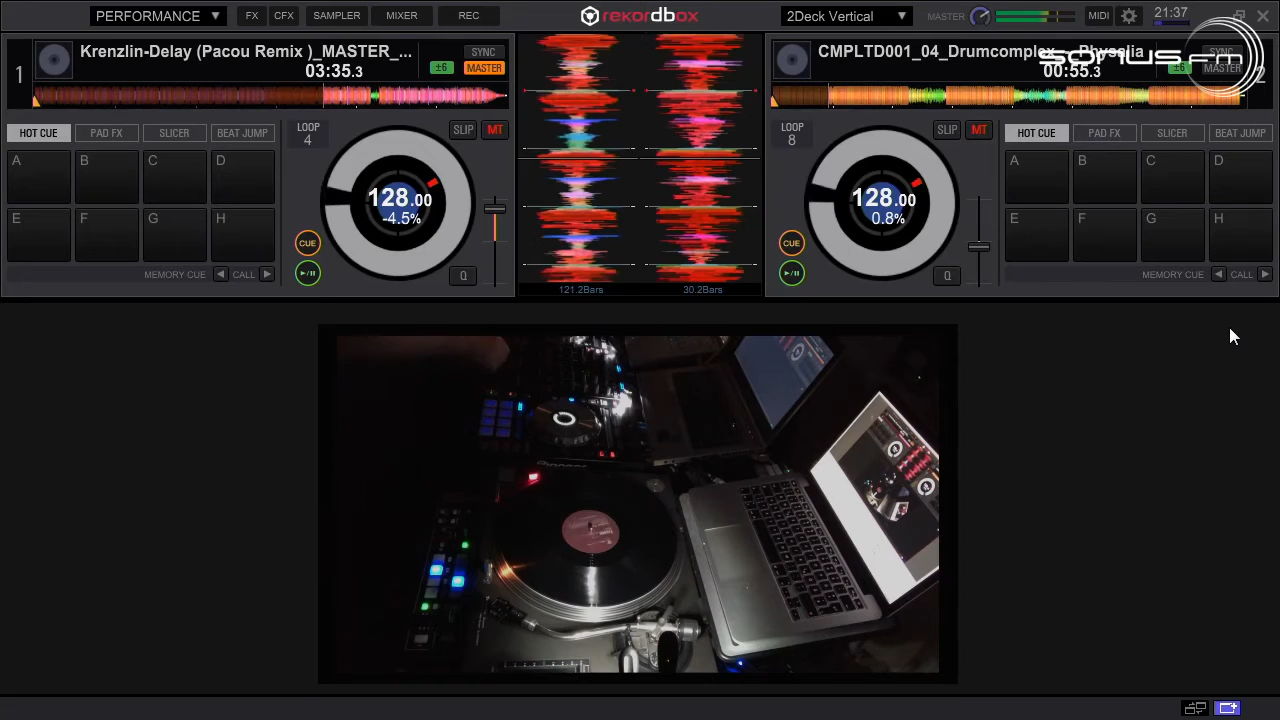 PERFORMANCE
FX CFX SAMPLER MIXER REC
rekordbox
2Deck Vertical
MASTER
MIDI
21:37
1
Krenzlin-Delay (Pacou Remix )_MASTER_...
03:35.3
SYNC
±6 MASTER
CMPLTD001_04_Drumcomplex - Physalia
00:55.3
SYNC
±6 MASTER
2
SONUS FM
HOT CUE PAD FX SLICER BEAT JUMP
A B C D
E F G H
MEMORY CUE CALL
LOOP
4
SLIP MT
128.00
-4.5%
CUE
Q
121.2Bars
30.2Bars
LOOP
8
SLIP MT
128.00
0.8%
CUE
Q
HOT CUE PAD FX SLICER BEAT JUMP
A B C D
E F G H
MEMORY CUE CALL
Pioneer